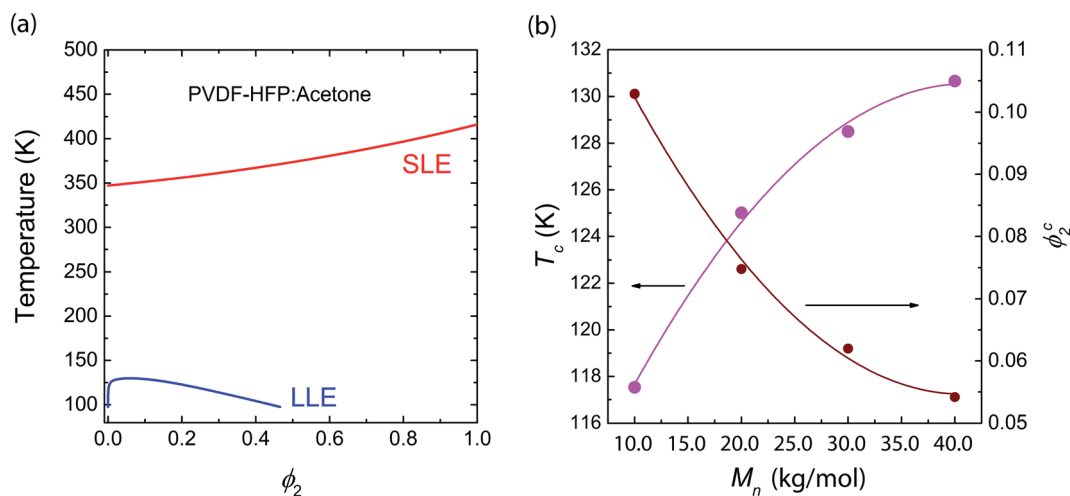 (a)
500
450
400
350
300
250
200
150
100
Temperature (K)
PVDF-HFP:Acetone
SLE
LLE
0.0 0.2 0.4 0.6 0.8 1.0
ϕ₂
(b)
132
130
128
126
124
122
120
118
116
T_c (K)
0.11
0.10
0.09
0.08
0.07
0.06
0.05
ϕ₂ᶜ
10.0 15.0 20.0 25.0 30.0 35.0 40.0
M_n (kg/mol)